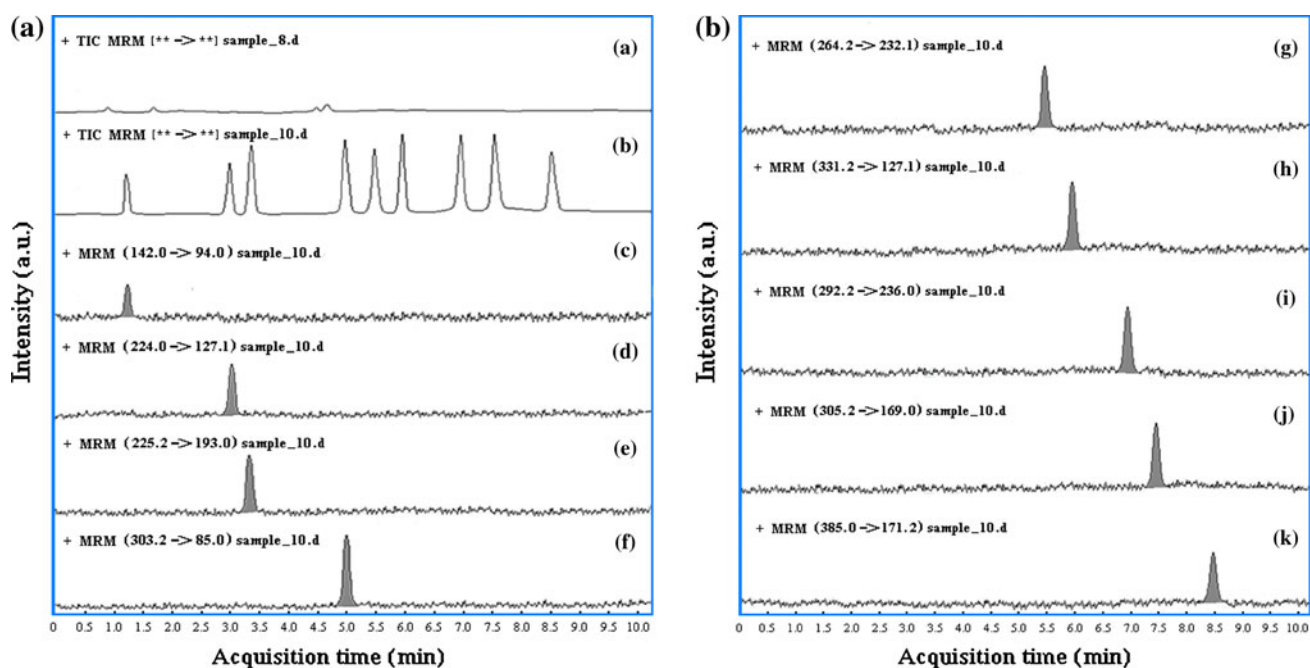 (a)
+ TIC MRM [** -> **] sample_8.d (a)
+ TIC MRM [** -> **] sample_10.d (b)
+ MRM (142.0 -> 94.0) sample_10.d (c)
+ MRM (224.0 -> 127.1) sample_10.d (d)
+ MRM (225.2 -> 193.0) sample_10.d (e)
+ MRM (303.2 -> 85.0) sample_10.d (f)
Intensity (a.u.)
0 0.5 1.0 1.5 2.0 2.5 3.0 3.5 4.0 4.5 5.0 5.5 6.0 6.5 7.0 7.5 8.0 8.5 9.0 9.5 10.0
Acquisition time (min)
(b)
+ MRM (264.2 -> 232.1) sample_10.d (g)
+ MRM (331.2 -> 127.1) sample_10.d (h)
+ MRM (292.2 -> 236.0) sample_10.d (i)
+ MRM (305.2 -> 169.0) sample_10.d (j)
+ MRM (385.0 -> 171.2) sample_10.d (k)
Intensity (a.u.)
0 0.5 1.0 1.5 2.0 2.5 3.0 3.5 4.0 4.5 5.0 5.5 6.0 6.5 7.0 7.5 8.0 8.5 9.0 9.5 10.0
Acquisition time (min)